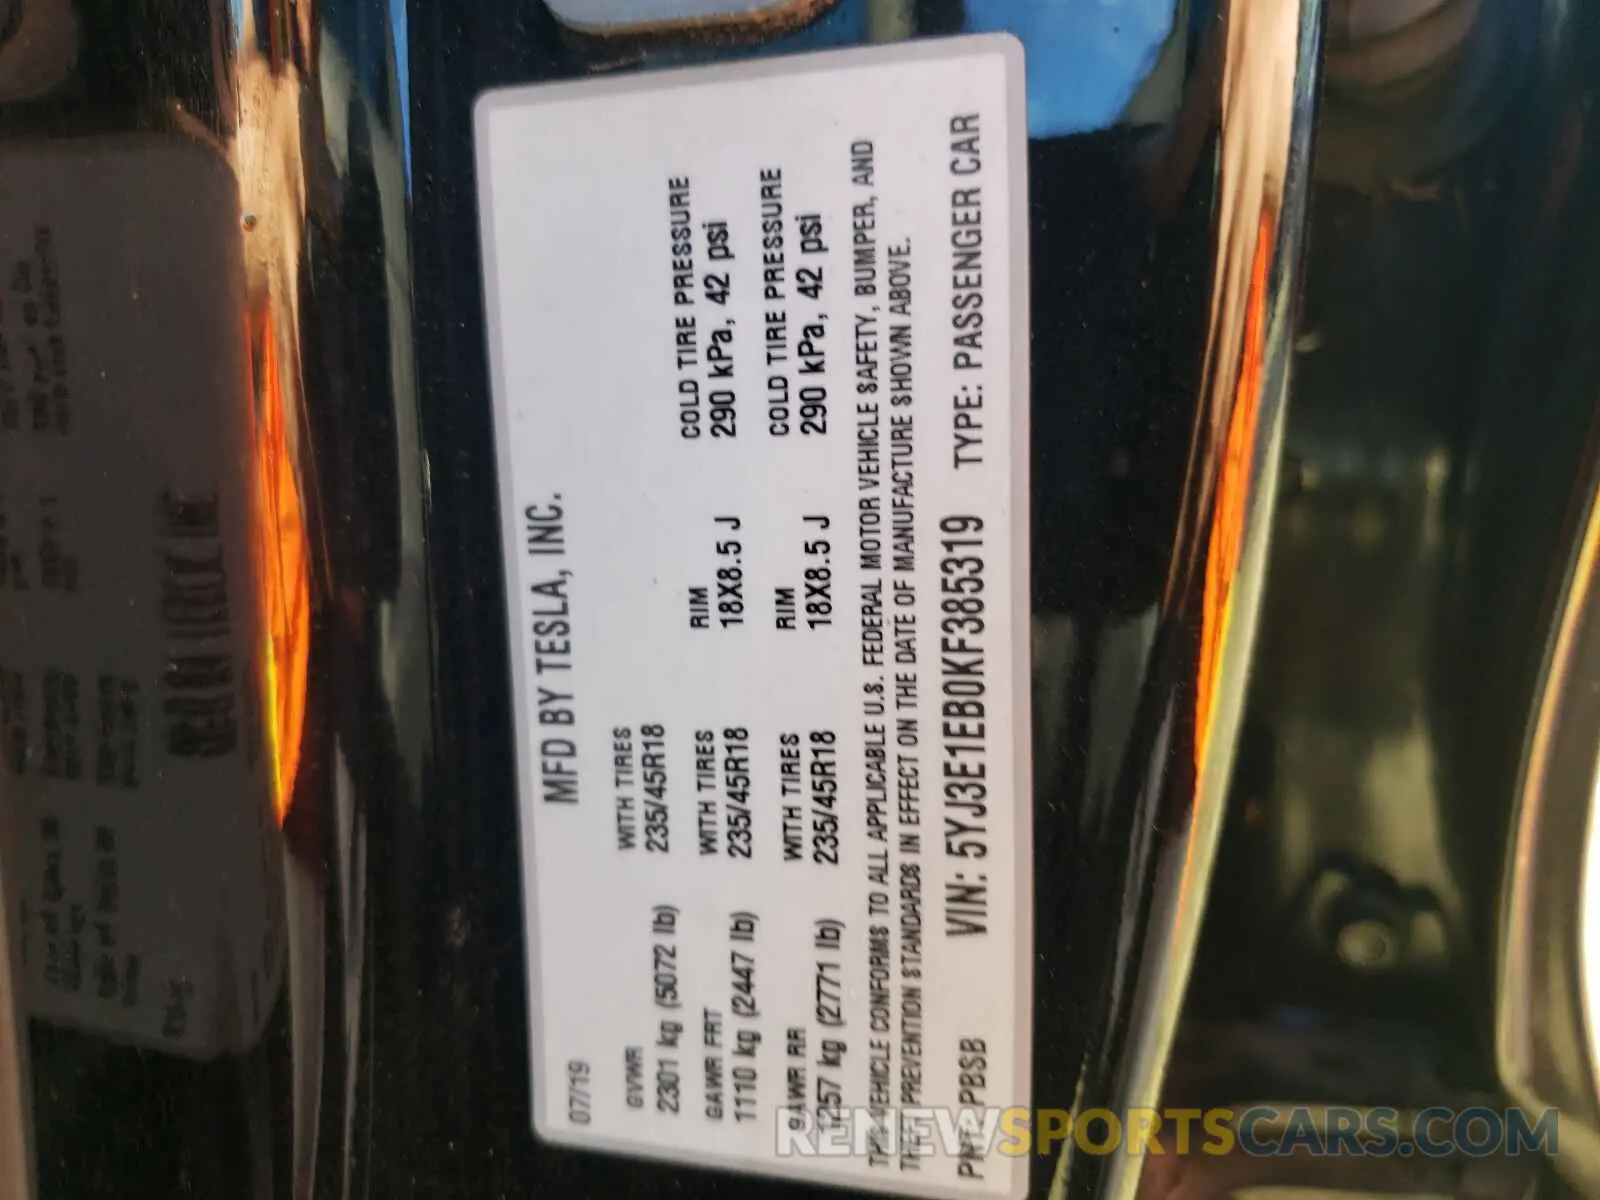 07/19 MFD BY TESLA, INC.
GVWR WITH TIRES
2301 kg (5072 lb) 235/45R18
GAWR FRT WITH TIRES RIM COLD TIRE PRESSURE
1110 kg (2447 lb) 235/45R18 18X8.5 J 290 kPa, 42 psi
GAWR RR WITH TIRES RIM COLD TIRE PRESSURE
1257 kg (2771 lb) 235/45R18 18X8.5 J 290 kPa, 42 psi
THIS VEHICLE CONFORMS TO ALL APPLICABLE U.S. FEDERAL MOTOR VEHICLE SAFETY, BUMPER, AND
THEFT PREVENTION STANDARDS IN EFFECT ON THE DATE OF MANUFACTURE SHOWN ABOVE.
PNT: PBSB VIN: 5YJ3E1EB0KF385319 TYPE: PASSENGER CAR
RENEWSPORTSCARS.COM